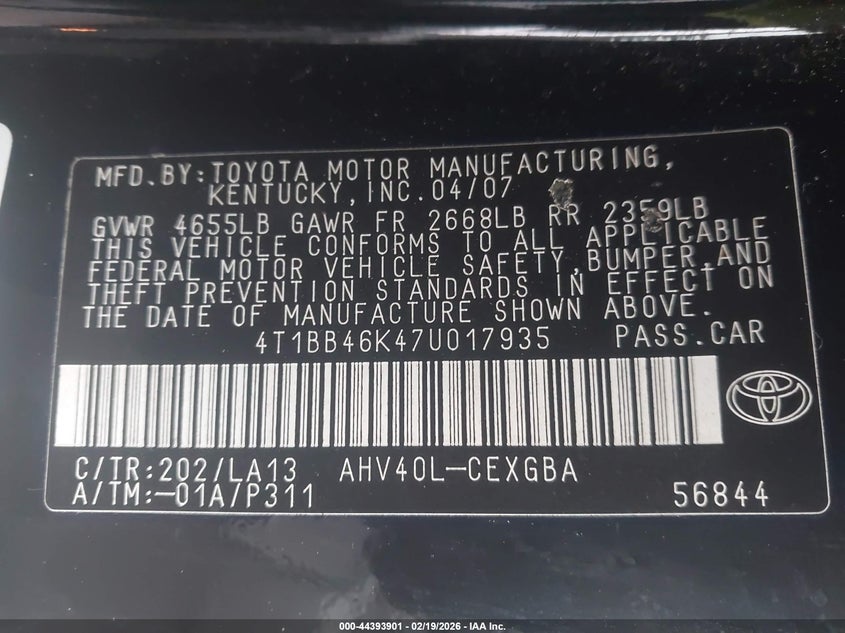 MFD.BY:TOYOTA MOTOR MANUFACTURING,
KENTUCKY,INC.04/07
GVWR 4655LB GAWR FR 2668LB RR 2359LB
THIS VEHICLE CONFORMS TO ALL APPLICABLE
FEDERAL MOTOR VEHICLE SAFETY,BUMPER,AND
THEFT PREVENTION STANDARDS IN EFFECT ON
THE DATE OF MANUFACTURE SHOWN ABOVE.
4T1BB46K47U017935 PASS.CAR
C/TR:202/LA13 AHV40L-CEXGBA
A/TM:-01A/P311 56844
000-44393901 - 02/19/2026 - IAA Inc.